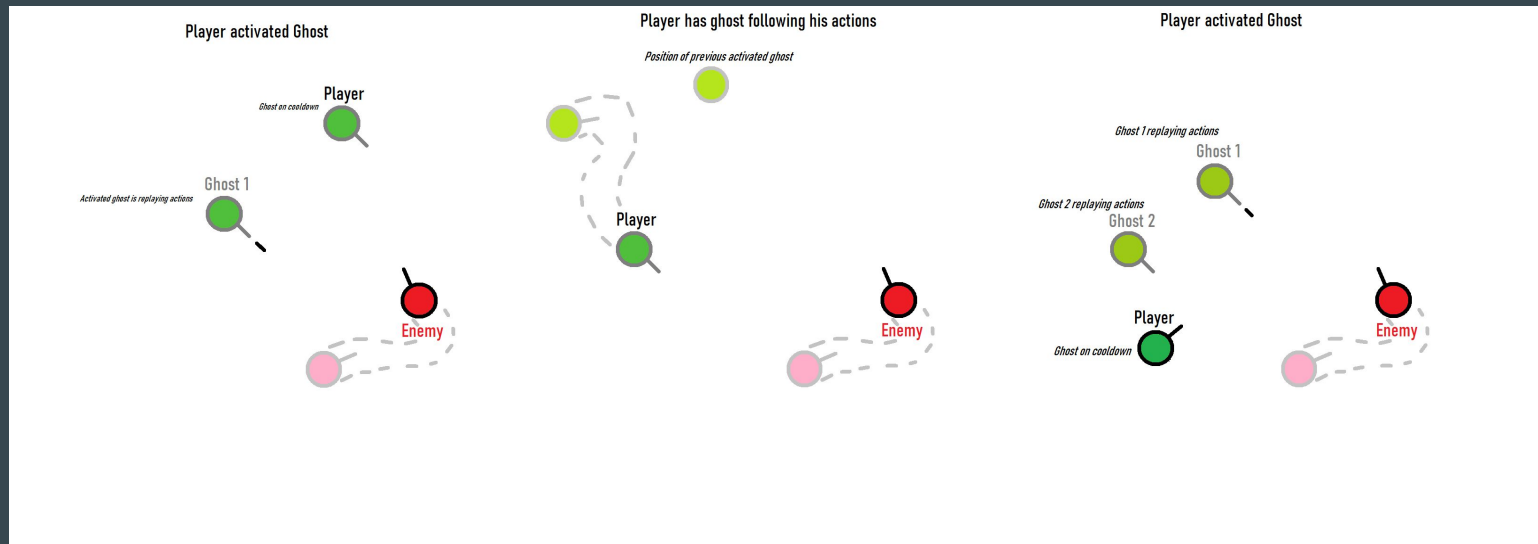 Player activated Ghost
Player
Ghost on cooldown
Ghost 1
Activated ghost is replaying actions
Enemy
Player has ghost following his actions
Position of previous activated ghost
Player
Enemy
Player activated Ghost
Ghost 1 replaying actions
Ghost 1
Ghost 2 replaying actions
Ghost 2
Player
Ghost on cooldown
Enemy